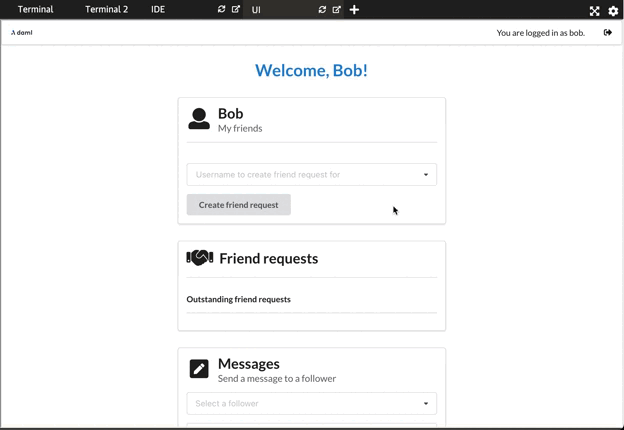 Terminal Terminal 2 IDE UI
daml You are logged in as bob.
Welcome, Bob!
Bob
My friends
Username to create friend request for
Create friend request
Friend requests
Outstanding friend requests
Messages
Send a message to a follower
Select a follower